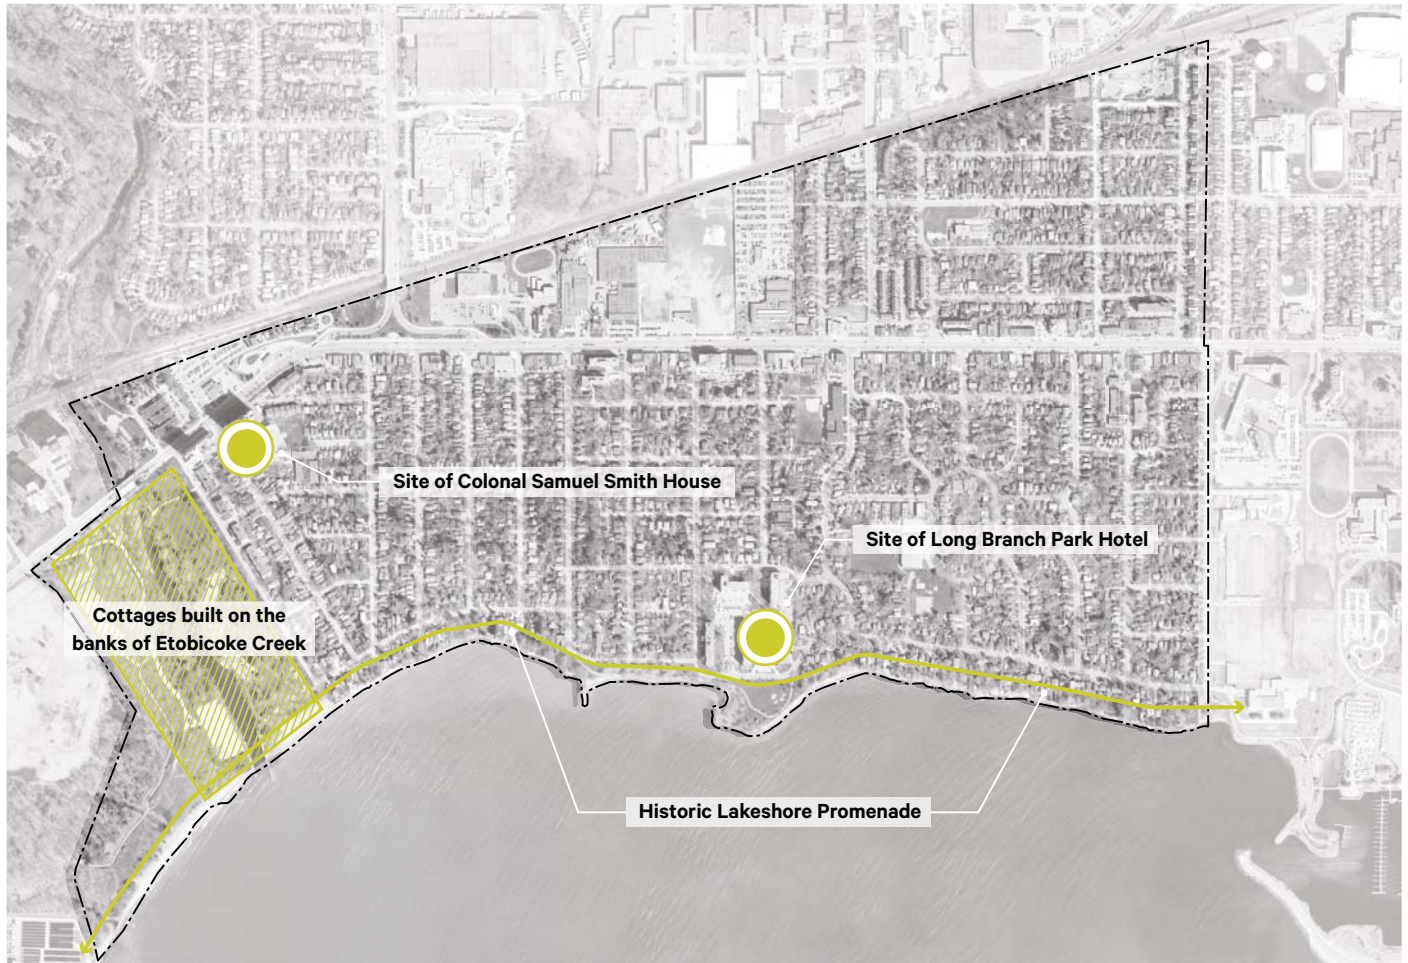 Site of Colonal Samuel Smith House
Site of Long Branch Park Hotel
Cottages built on the
banks of Etobicoke Creek
Historic Lakeshore Promenade